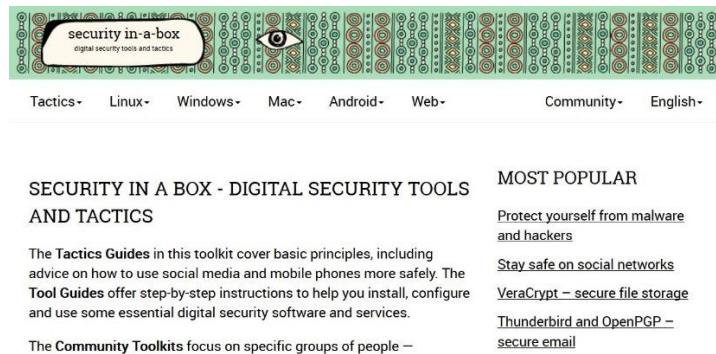 security in-a-box
digital security tools and tactics
Tactics Linux Windows Mac Android Web Community English
SECURITY IN A BOX - DIGITAL SECURITY TOOLS
AND TACTICS
The Tactics Guides in this toolkit cover basic principles, including
advice on how to use social media and mobile phones more safely. The
Tool Guides offer step-by-step instructions to help you install, configure
and use some essential digital security software and services.
The Community Toolkits focus on specific groups of people —
MOST POPULAR
Protect yourself from malware
and hackers
Stay safe on social networks
VeraCrypt – secure file storage
Thunderbird and OpenPGP –
secure email